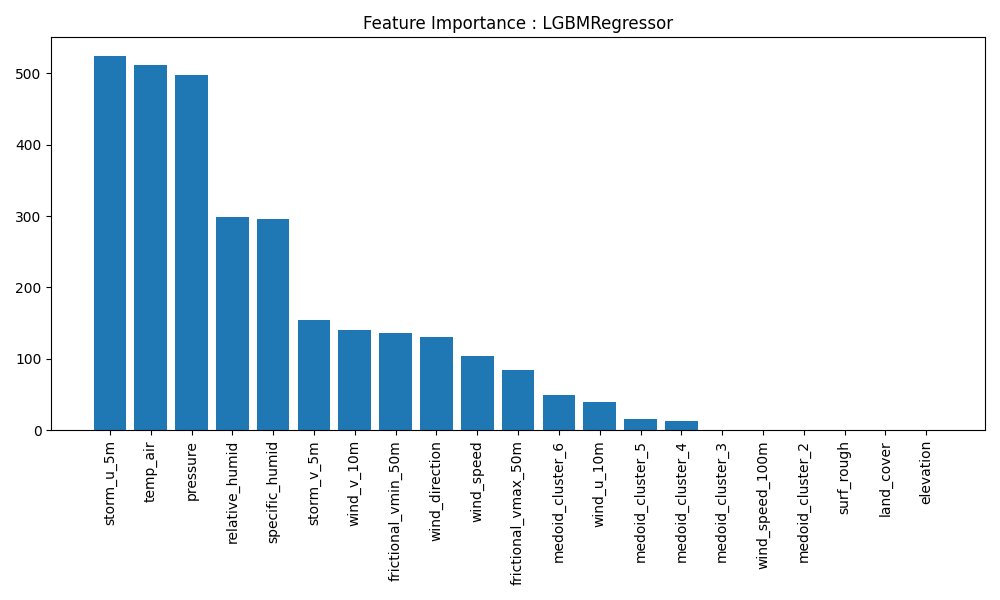 Feature Importance : LGBMRegressor
500
400
300
200
100
0
storm_u_5m
temp_air
pressure
relative_humid
specific_humid
storm_v_5m
wind_v_10m
frictional_vmin_50m
wind_direction
wind_speed
frictional_vmax_50m
medoid_cluster_6
wind_u_10m
medoid_cluster_5
medoid_cluster_4
medoid_cluster_3
wind_speed_100m
medoid_cluster_2
surf_rough
land_cover
elevation